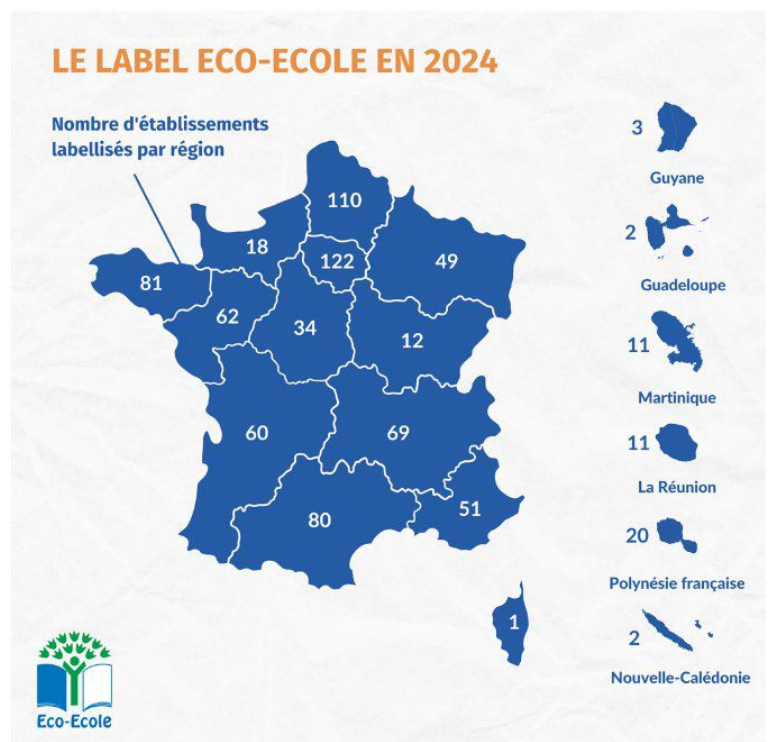 LE LABEL ECO-ECOLE EN 2024
Nombre d'établissements
labellisés par région
110
18
122
49
81
62
34
12
60
69
80
51
1
3
Guyane
2
Guadeloupe
11
Martinique
11
La Réunion
20
Polynésie française
2
Nouvelle-Calédonie
Eco-Ecole